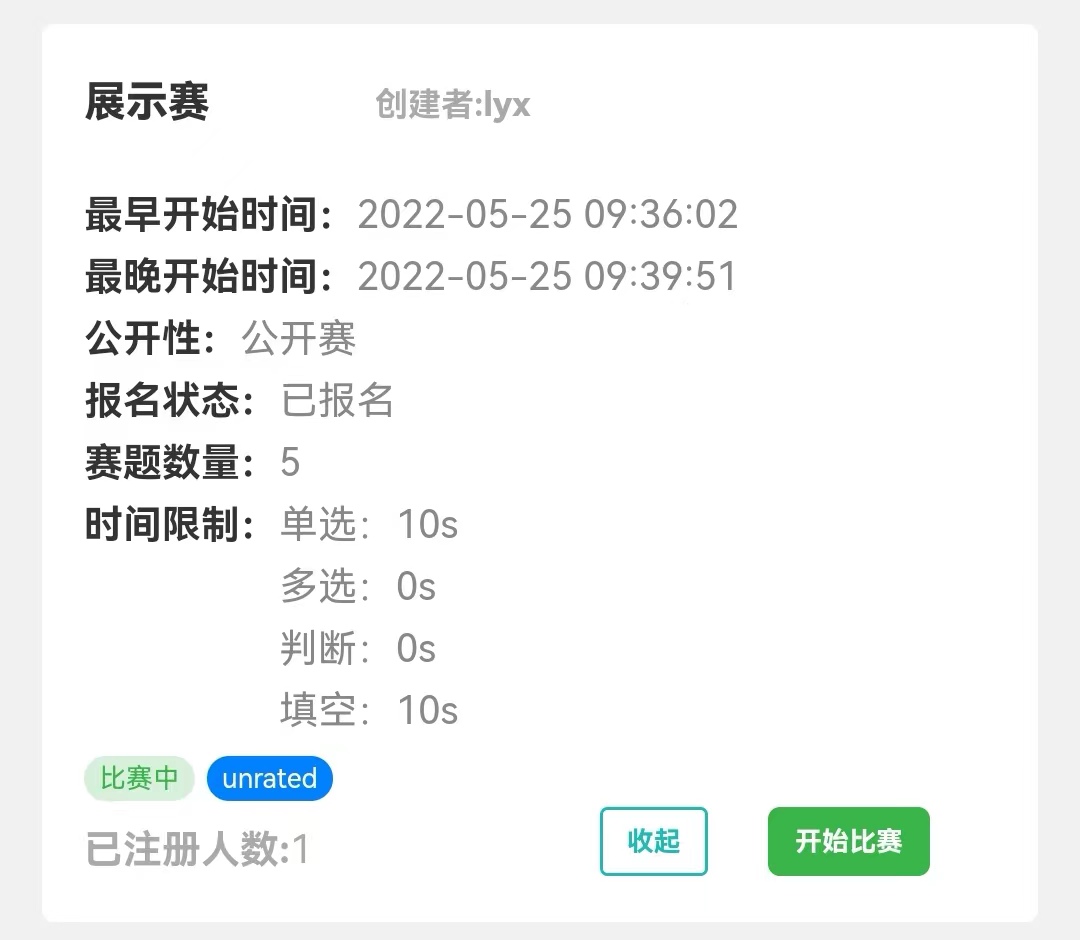 展示赛 创建者:lyx
最早开始时间： 2022-05-25 09:36:02
最晚开始时间： 2022-05-25 09:39:51
公开性： 公开赛
报名状态： 已报名
赛题数量： 5
时间限制： 单选： 10s
多选： 0s
判断： 0s
填空： 10s
比赛中 unrated
已注册人数:1 收起 开始比赛